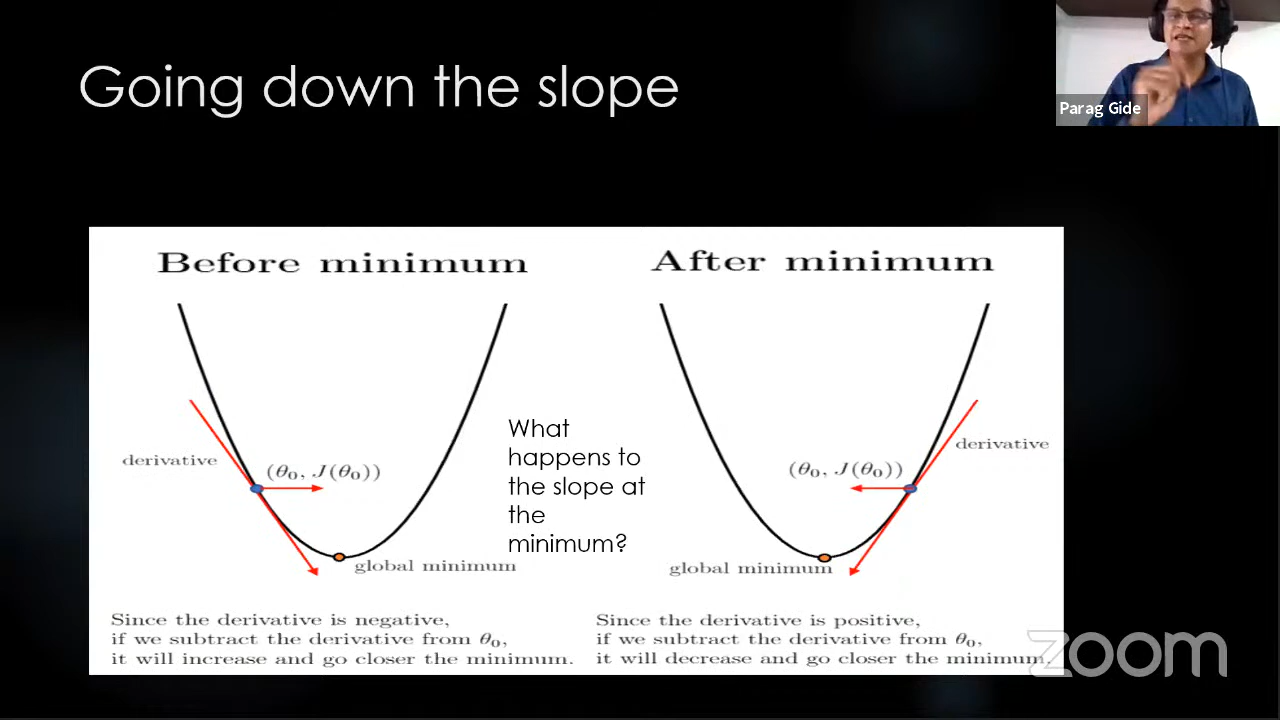 Going down the slope
Parag Gide
Before minimum
After minimum
derivative
(θ₀, J(θ₀))
global minimum
What
happens to
the slope at
the
minimum?
(θ₀, J(θ₀))
derivative
global minimum
Since the derivative is negative,
if we subtract the derivative from θ₀,
it will increase and go closer the minimum.
Since the derivative is positive,
if we subtract the derivative from θ₀,
it will decrease and go closer the minimum.
zoom